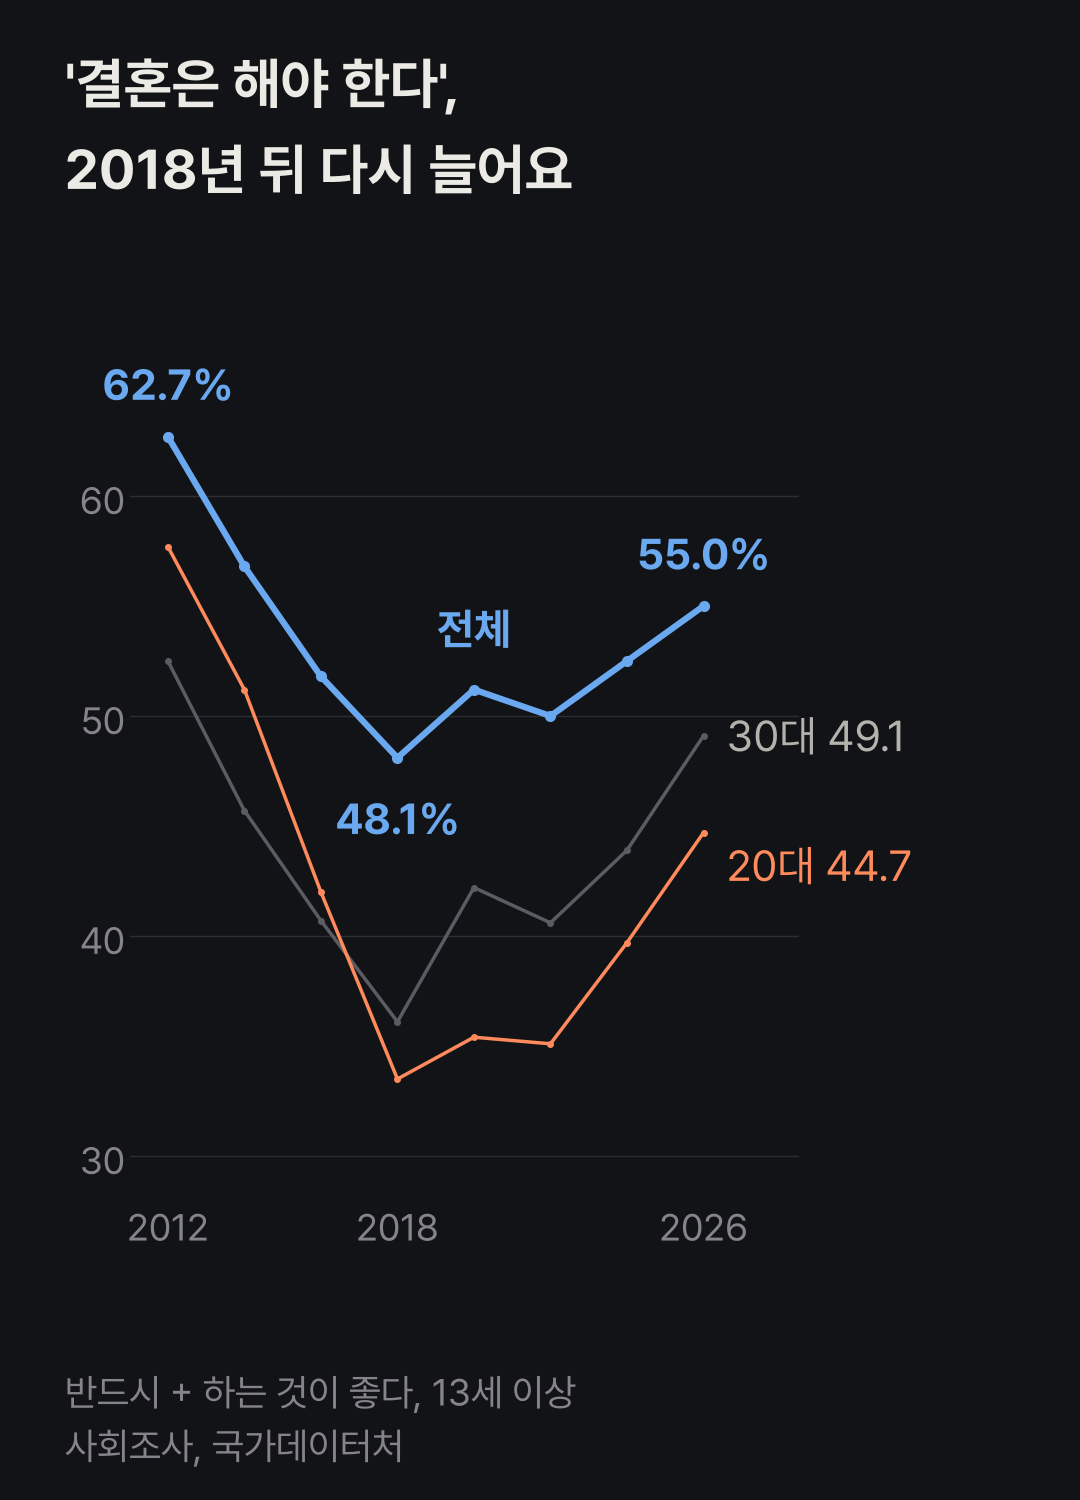 '결혼은 해야 한다',
2018년 뒤 다시 늘어요
62.7%
60
55.0%
전체
50
30대 49.1
48.1%
20대 44.7
40
30
2012
2018
2026
반드시 + 하는 것이 좋다, 13세 이상
사회조사, 국가데이터처